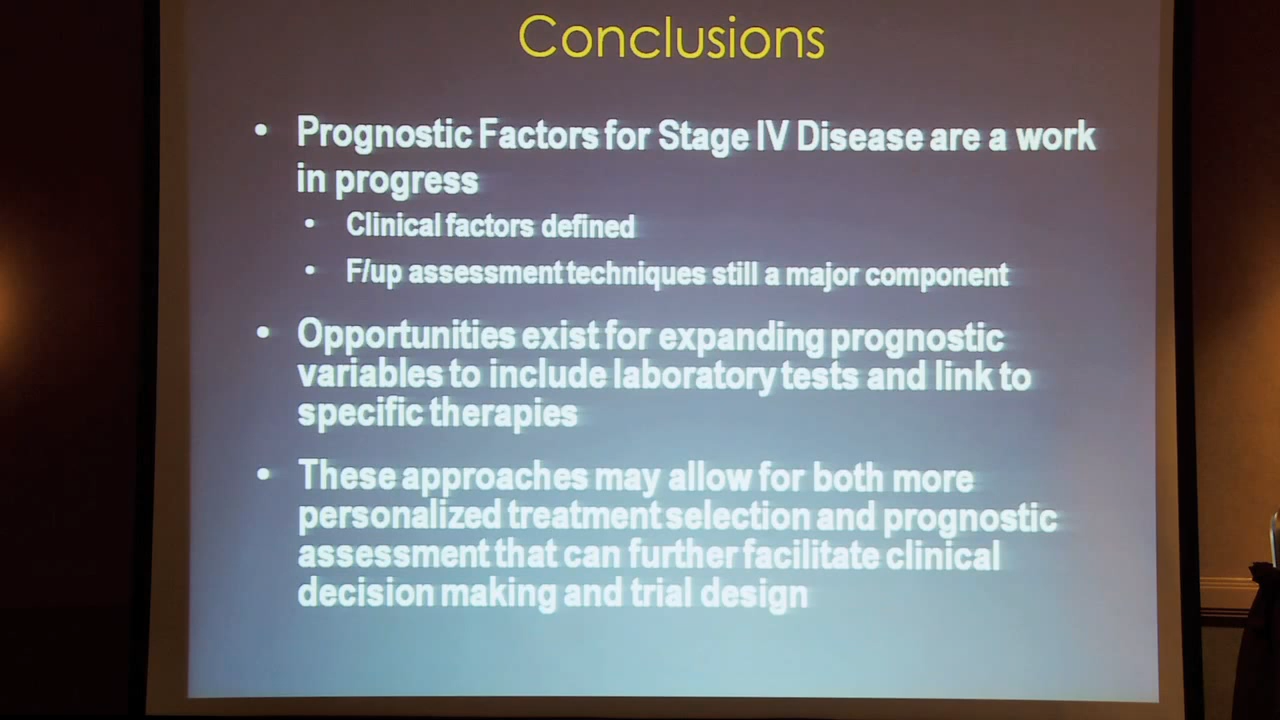 Conclusions
• Prognostic Factors for Stage IV Disease are a work
in progress
• Clinical factors defined
• F/up assessment techniques still a major component
• Opportunities exist for expanding prognostic
variables to include laboratory tests and link to
specific therapies
• These approaches may allow for both more
personalized treatment selection and prognostic
assessment that can further facilitate clinical
decision making and trial design